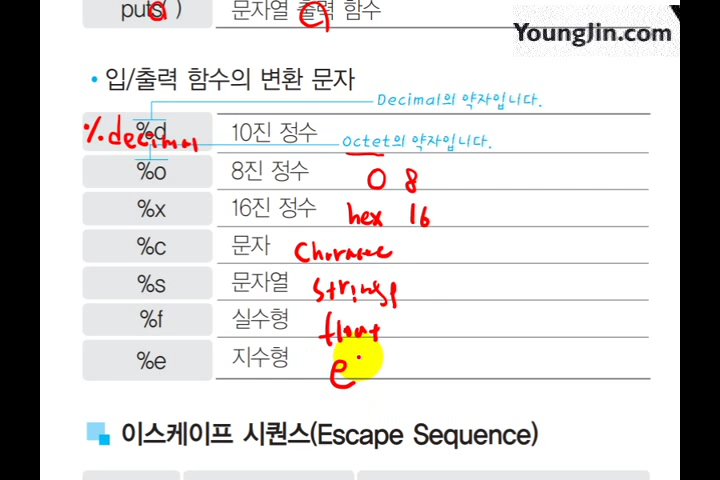 puts( ) 문자열 출력 함수
YoungJin.com
• 입/출력 함수의 변환 문자
Decimal의 약자입니다.
%d 10진 정수
%.decimal
Octet의 약자입니다.
%o 8진 정수 0 8
%x 16진 정수 hex 16
%c 문자
%s 문자열 string
%f 실수형 float
%e 지수형 e
이스케이프 시퀀스(Escape Sequence)